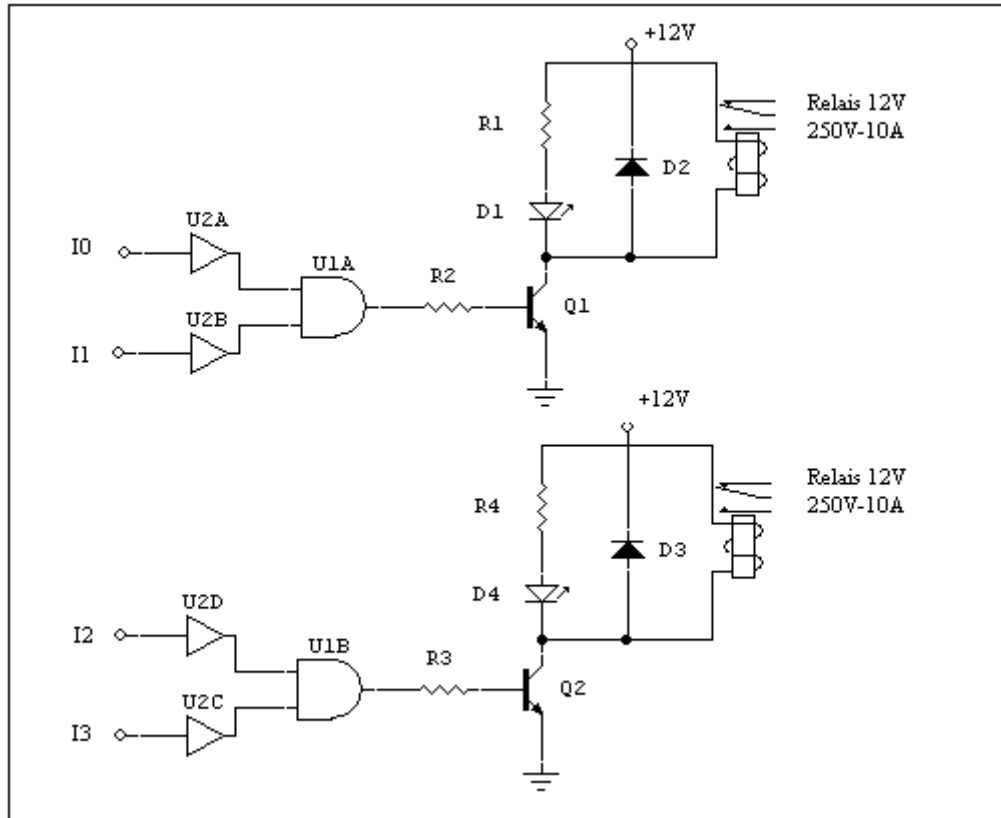 +12V
Relais 12V
250V-10A
R1
D2
D1
U2A
I0
U1A
R2
Q1
U2B
I1
+12V
Relais 12V
250V-10A
R4
D3
D4
U2D
I2
U1B
R3
Q2
U2C
I3